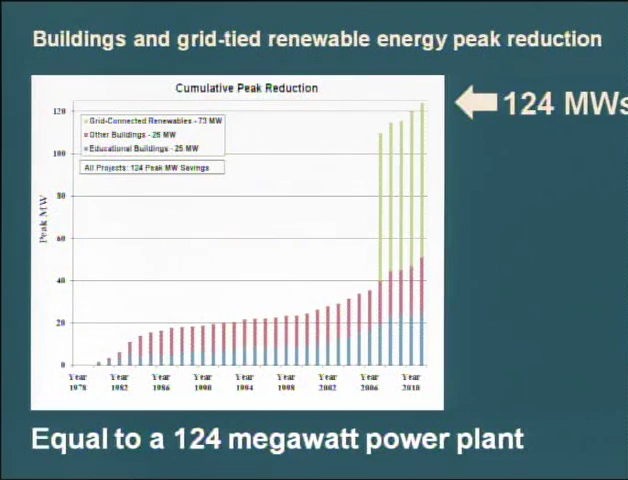 Buildings and grid-tied renewable energy peak reduction
Cumulative Peak Reduction
124 MWs
Grid-Connected Renewables - 73 MW
Other Buildings - 26 MW
Educational Buildings - 25 MW
All Projects: 124 Peak MW Savings
Peak MW
120
100
80
60
40
20
0
Year 1978
Year 1982
Year 1986
Year 1990
Year 1994
Year 1998
Year 2002
Year 2006
Year 2010
Equal to a 124 megawatt power plant